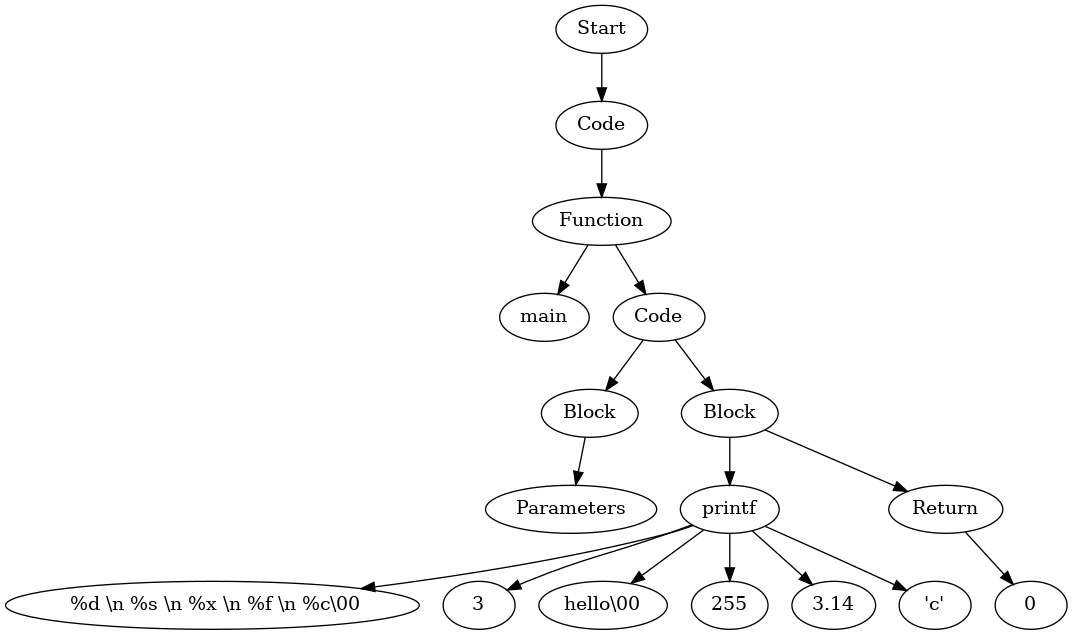 Start
Code
Function
main
Code
Block
Block
Parameters
printf
Return
%d \n %s \n %x \n %f \n %c\00
3
hello\00
255
3.14
'c'
0